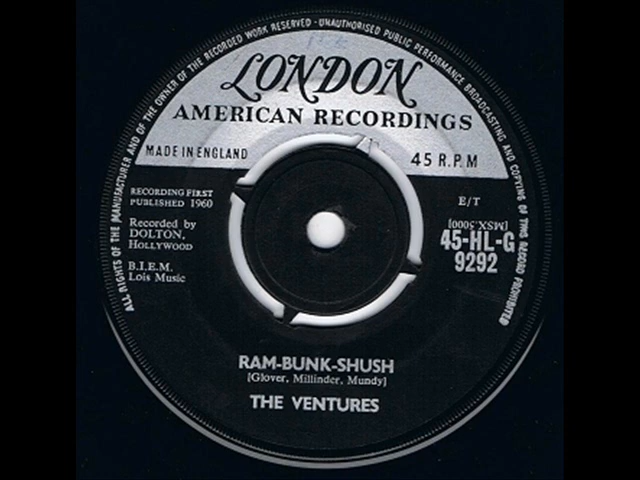 ALL RIGHTS OF THE MANUFACTURER AND OF THE OWNER OF THE RECORDED WORK RESERVED - UNAUTHORISED PUBLIC PERFORMANCE BROADCASTING AND COPYING OF THIS RECORD PROHIBITED
LONDON
AMERICAN RECORDINGS
MADE IN ENGLAND
45 R.P.M
RECORDING FIRST
PUBLISHED 1960
E/T
Recorded by
DOLTON,
HOLLYWOOD
[MSX.5000]
45-HL-G
9292
B.I.E.M.
Lois Music
RAM-BUNK-SHUSH
[Glover, Millinder, Mundy]
THE VENTURES